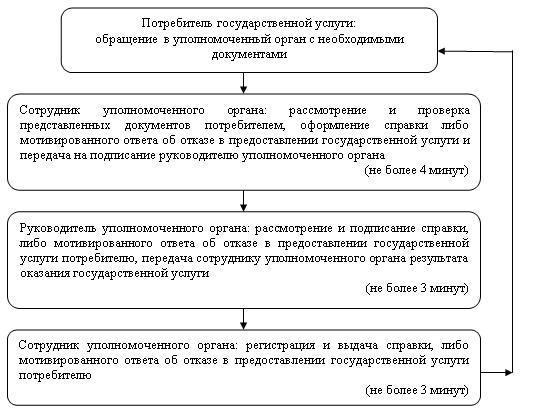 Потребитель государственной услуги:
обращение в уполномоченный орган с необходимыми
документами
Сотрудник уполномоченного органа: рассмотрение и проверка
представленных документов потребителем, оформление справки либо
мотивированного ответа об отказе в предоставлении государственной услуги и
передача на подписание руководителю уполномоченного органа
(не более 4 минут)
Руководитель уполномоченного органа: рассмотрение и подписание справки,
либо мотивированного ответа об отказе в предоставлении государственной
услуги потребителю, передача сотруднику уполномоченного органа результата
оказания государственной услуги
(не более 3 минут)
Сотрудник уполномоченного органа: регистрация и выдача справки, либо
мотивированного ответа об отказе в предоставлении государственной услуги
потребителю
(не более 3 минут)